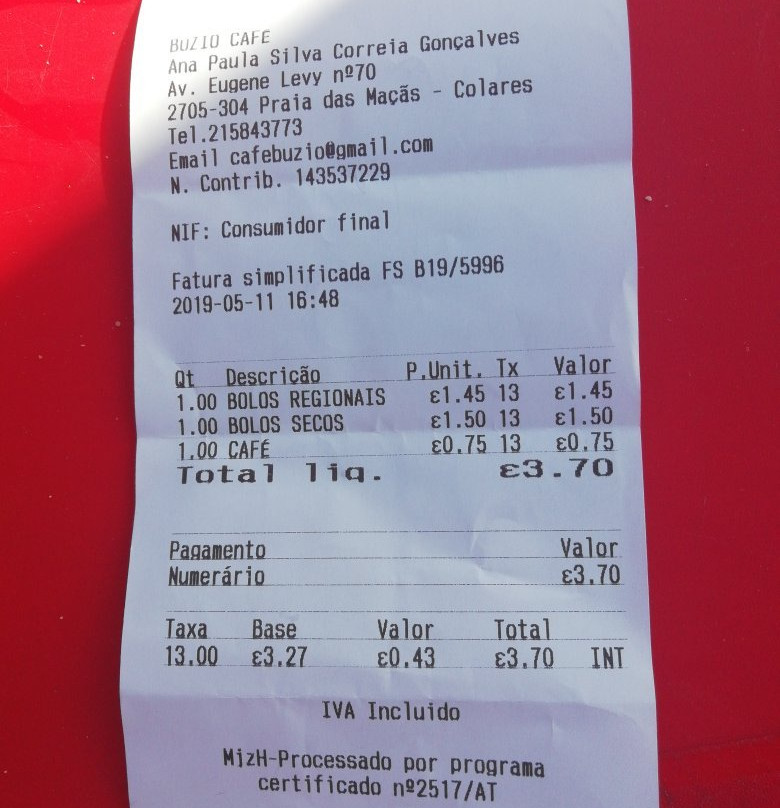 BUZIO CAFÉ
Ana Paula Silva Correia Gonçalves
Av. Eugene Levy nº70
2705-304 Praia das Maçãs - Colares
Tel.215843773
Email cafebuzio@gmail.com
N. Contrib. 143537229
NIF: Consumidor final
Fatura simplificada FS B19/5996
2019-05-11 16:48
Qt Descrição P.Unit. Tx Valor
1.00 BOLOS REGIONAIS ε1.45 13 ε1.45
1.00 BOLOS SECOS ε1.50 13 ε1.50
1.00 CAFÉ ε0.75 13 ε0.75
Total liq. ε3.70
Pagamento Valor
Numerário ε3.70
Taxa Base Valor Total
13.00 ε3.27 ε0.43 ε3.70 INT
IVA Incluido
MjzH-Processado por programa
certificado nº2517/AT